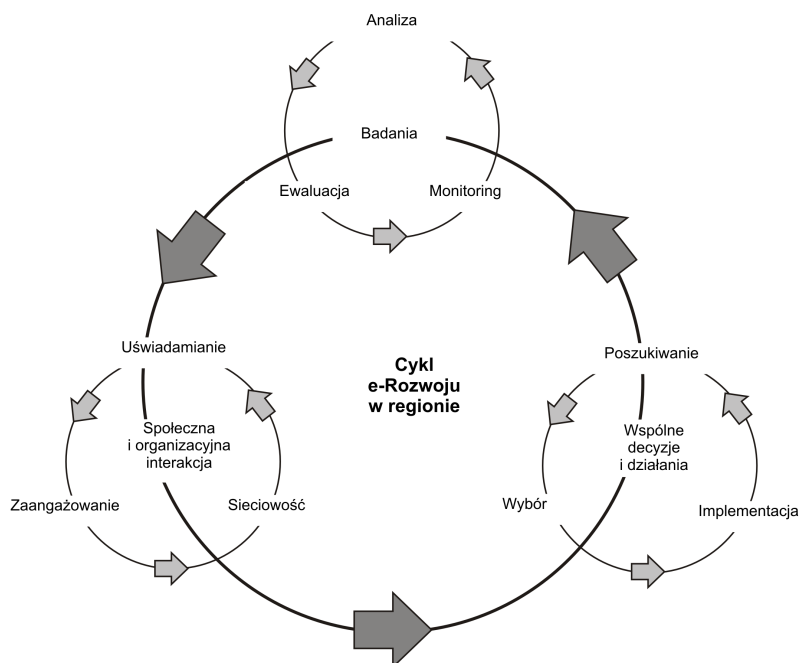 Analiza
Badania
Ewaluacja
Monitoring
Uświadamianie
Poszukiwanie
Cykl
e-Rozwoju
w regionie
Społeczna
i organizacyjna
interakcja
Wspólne
decyzje
i działania
Zaangażowanie
Sieciowość
Wybór
Implementacja